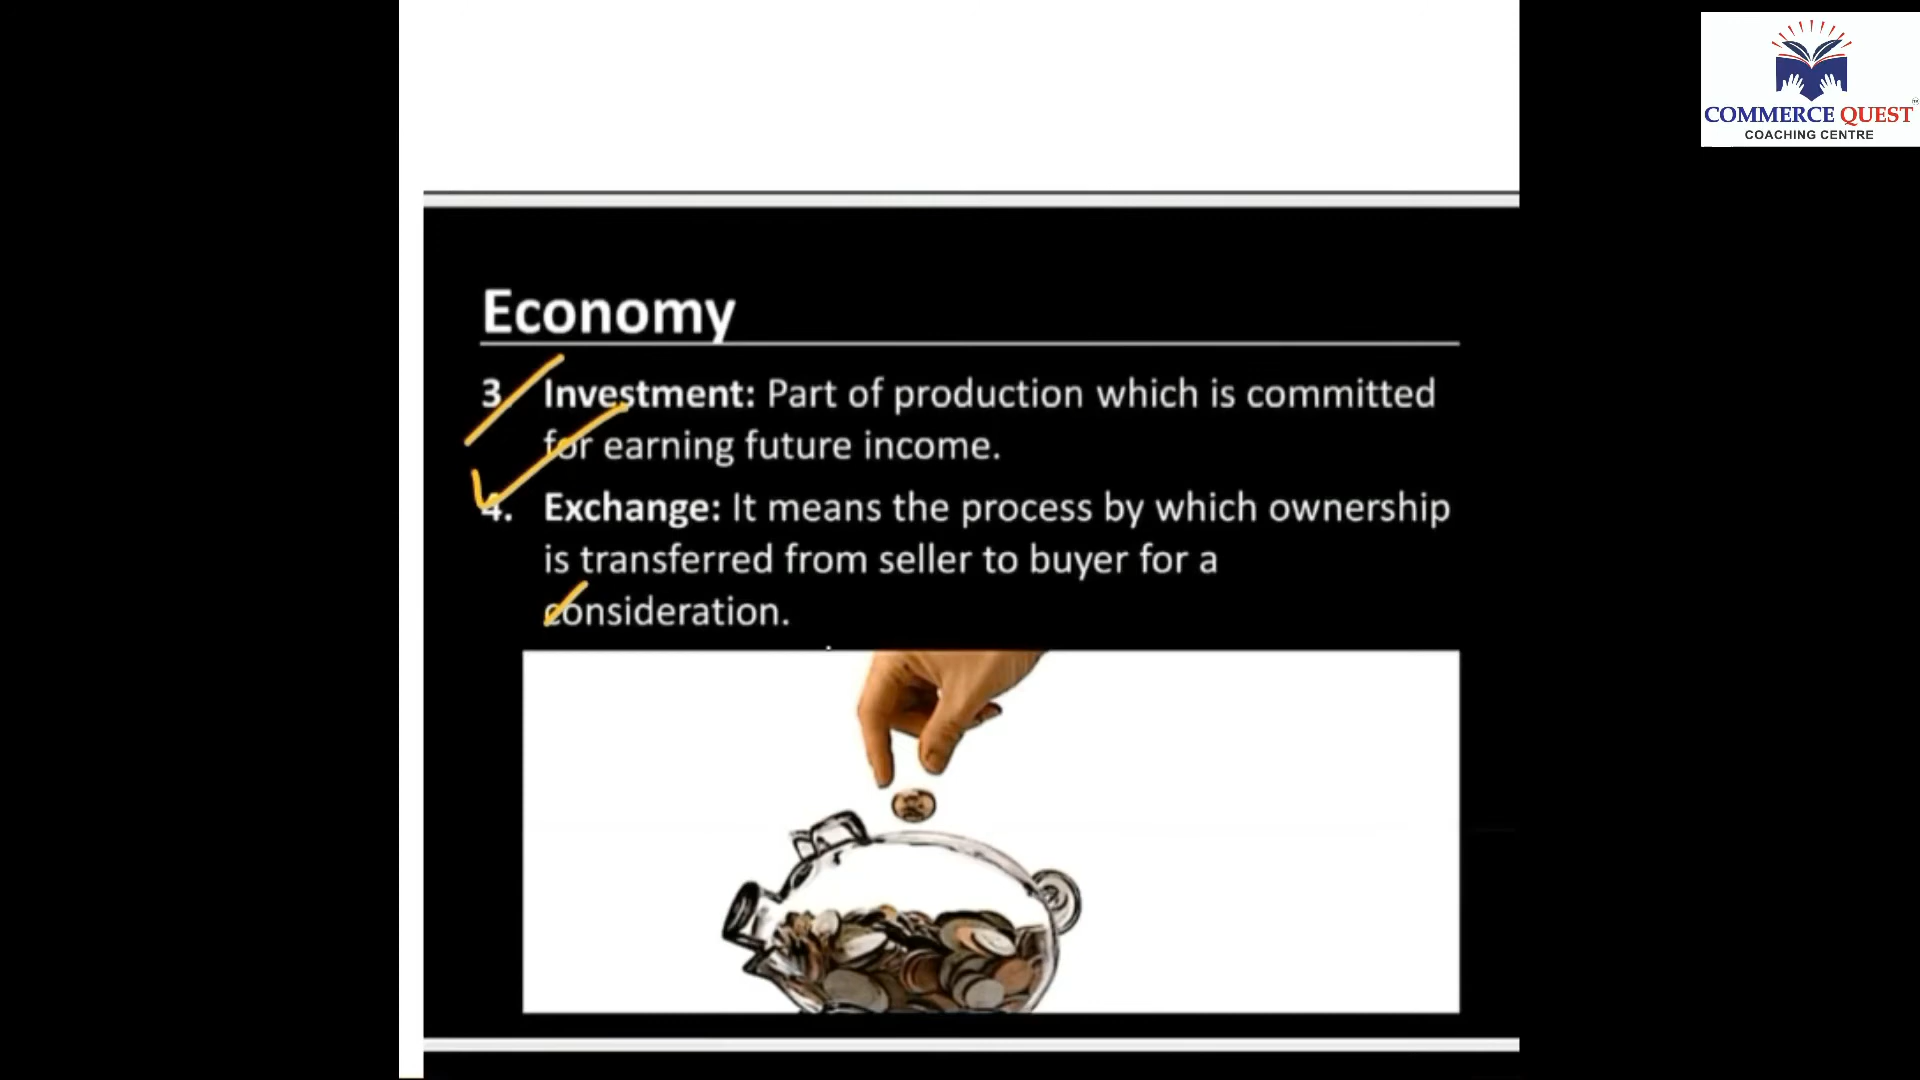 COMMERCE QUEST
COACHING CENTRE
Economy
3. Investment: Part of production which is committed
for earning future income.
4. Exchange: It means the process by which ownership
is transferred from seller to buyer for a
consideration.